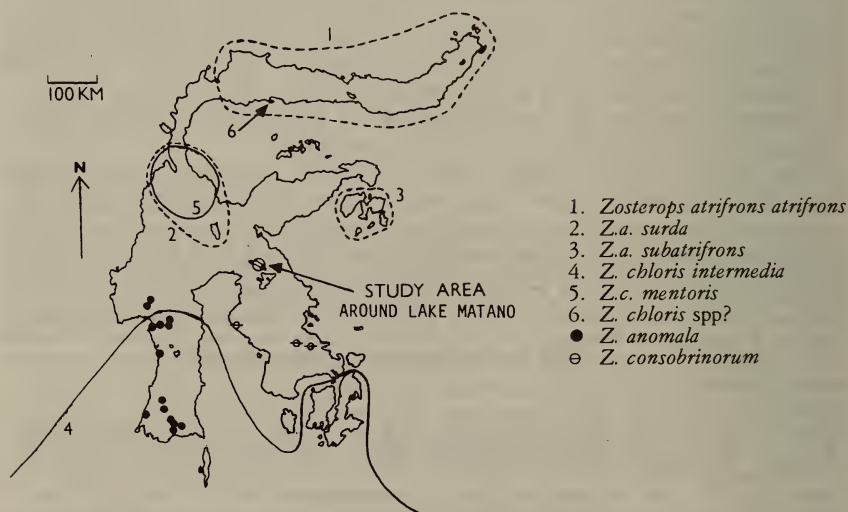 1
100 KM
6
N
5
2
3
STUDY AREA
AROUND LAKE MATANO
4
1. Zosterops atrifrons atrifrons
2. Z.a. surda
3. Z.a. subatrifrons
4. Z. chloris intermedia
5. Z.c. mentoris
6. Z. chloris spp?
● Z. anomala
⊖ Z. consobrinorum